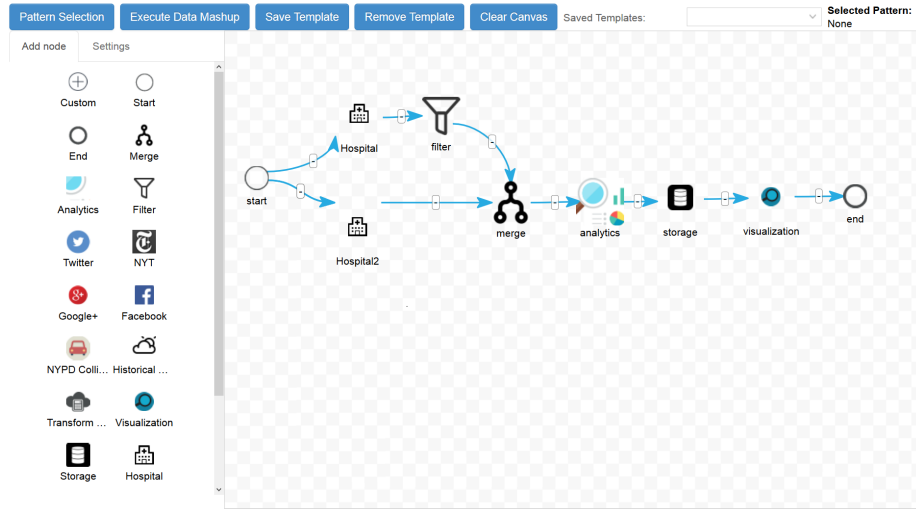 Pattern Selection Execute Data Mashup Save Template Remove Template Clear Canvas Saved Templates: Selected Pattern:
None
Add node Settings
Custom Start
End Merge
Analytics Filter
Twitter NYT
Google+ Facebook
NYPD Colli... Historical ...
Transform ... Visualization
Storage Hospital
Hospital filter
start
merge analytics storage visualization end
Hospital2